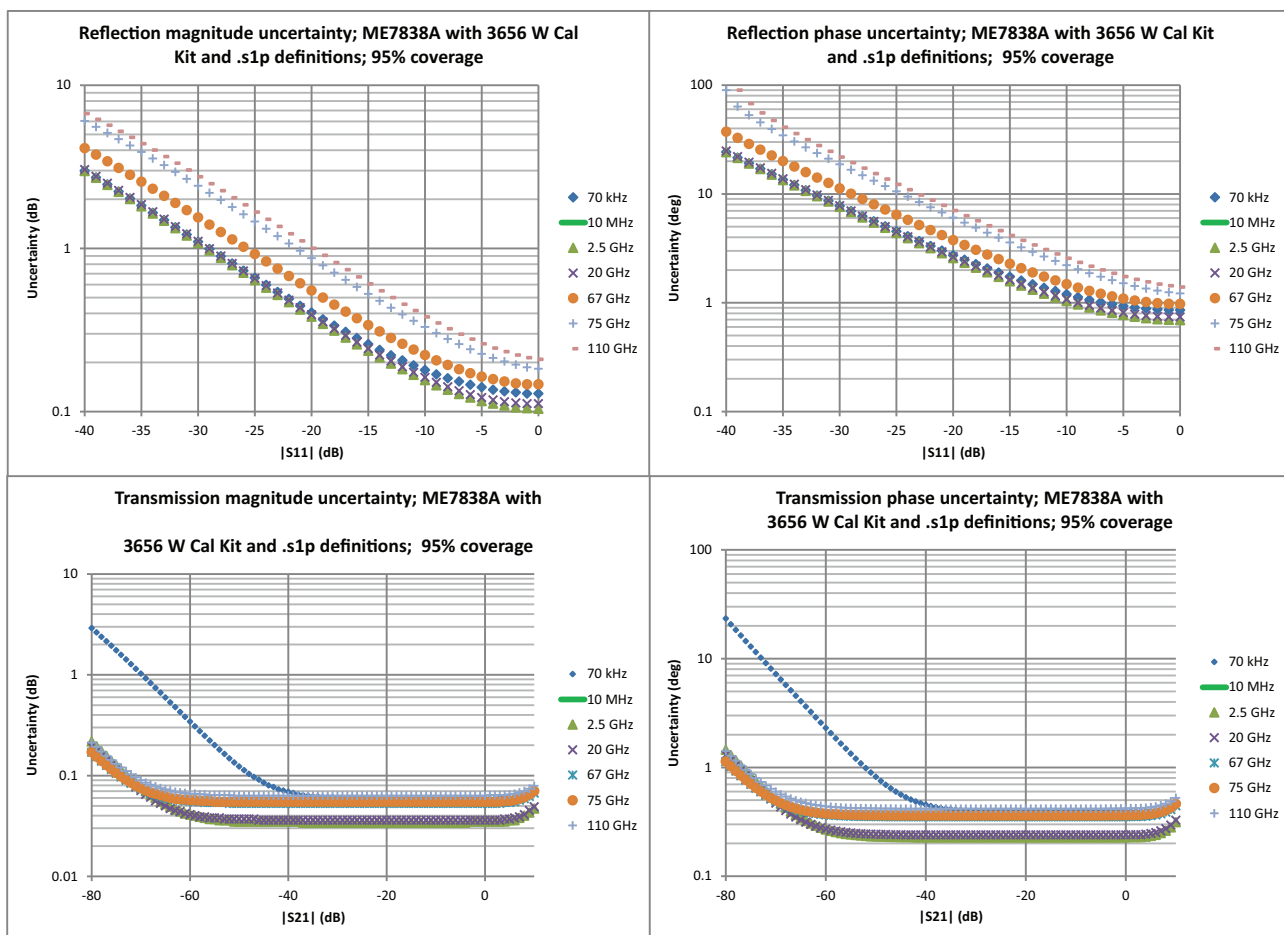 Reflection magnitude uncertainty; ME7838A with 3656 W Cal
Kit and .s1p definitions; 95% coverage
Uncertainty (dB)
10
1
0.1
-40 -35 -30 -25 -20 -15 -10 -5 0
|S11| (dB)
70 kHz
10 MHz
2.5 GHz
20 GHz
67 GHz
75 GHz
110 GHz
Reflection phase uncertainty; ME7838A with 3656 W Cal Kit
and .s1p definitions; 95% coverage
Uncertainty (deg)
100
10
1
0.1
-40 -35 -30 -25 -20 -15 -10 -5 0
|S11| (dB)
70 kHz
10 MHz
2.5 GHz
20 GHz
67 GHz
75 GHz
110 GHz
Transmission magnitude uncertainty; ME7838A with
3656 W Cal Kit and .s1p definitions; 95% coverage
Uncertainty (dB)
10
1
0.1
0.01
-80 -60 -40 -20 0
|S21| (dB)
70 kHz
10 MHz
2.5 GHz
20 GHz
67 GHz
75 GHz
110 GHz
Transmission phase uncertainty; ME7838A with
3656 W Cal Kit and .s1p definitions; 95% coverage
Uncertainty (deg)
100
10
1
0.1
-80 -60 -40 -20 0
|S21| (dB)
70 kHz
10 MHz
2.5 GHz
20 GHz
67 GHz
75 GHz
110 GHz